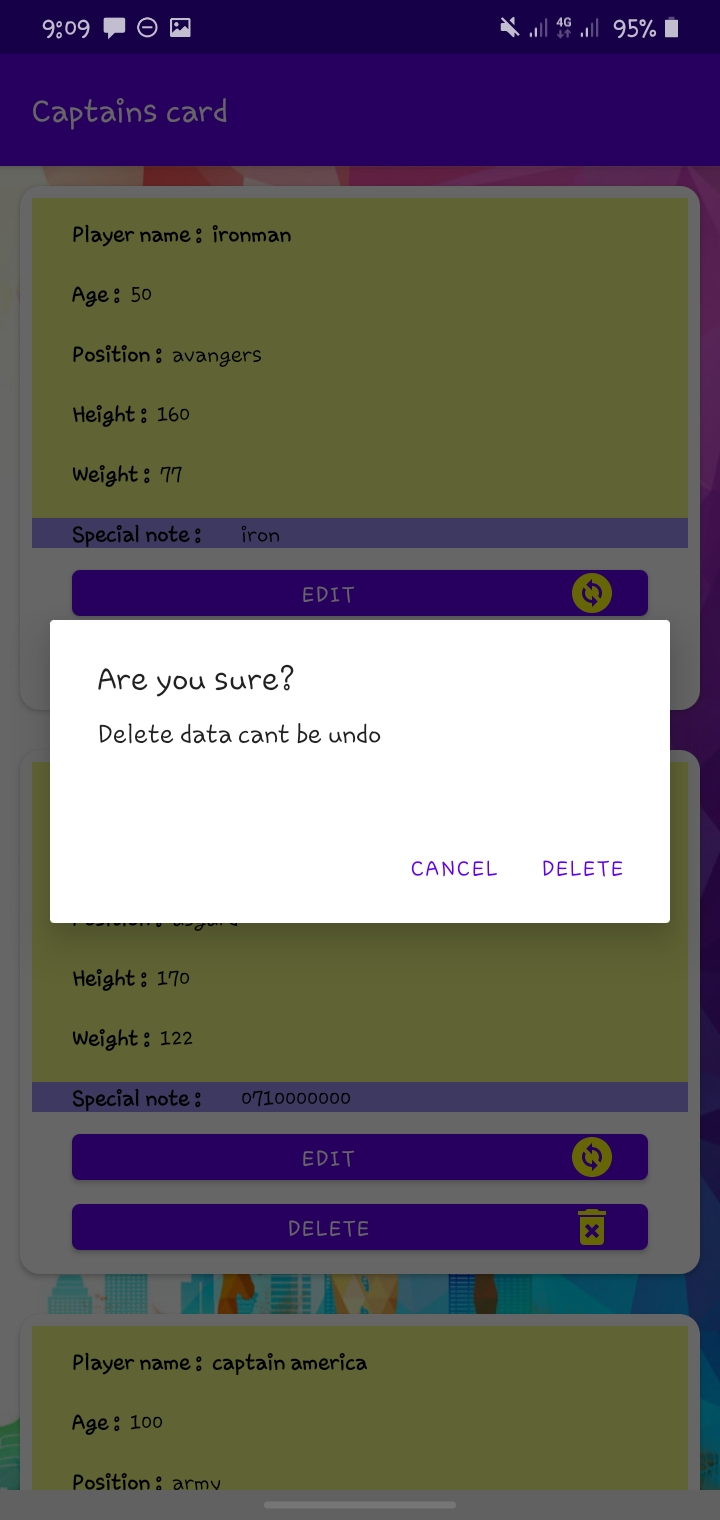 9:09 4G 95%
Captains card
Player name : ironman
Age : 50
Position : avangers
Height : 160
Weight : 77
Special note : iron
EDIT
Are you sure?
Delete data cant be undo
CANCEL DELETE
Height : 170
Weight : 122
Special note : 0710000000
EDIT
DELETE
Player name : captain america
Age : 100
Position : army